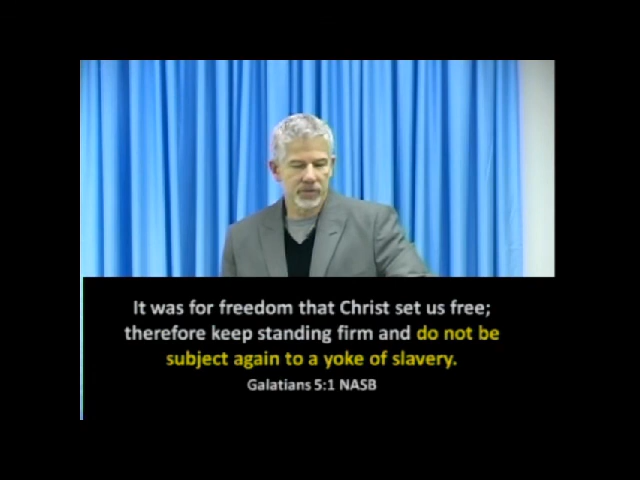 It was for freedom that Christ set us free;
therefore keep standing firm and do not be
subject again to a yoke of slavery.
Galatians 5:1 NASB